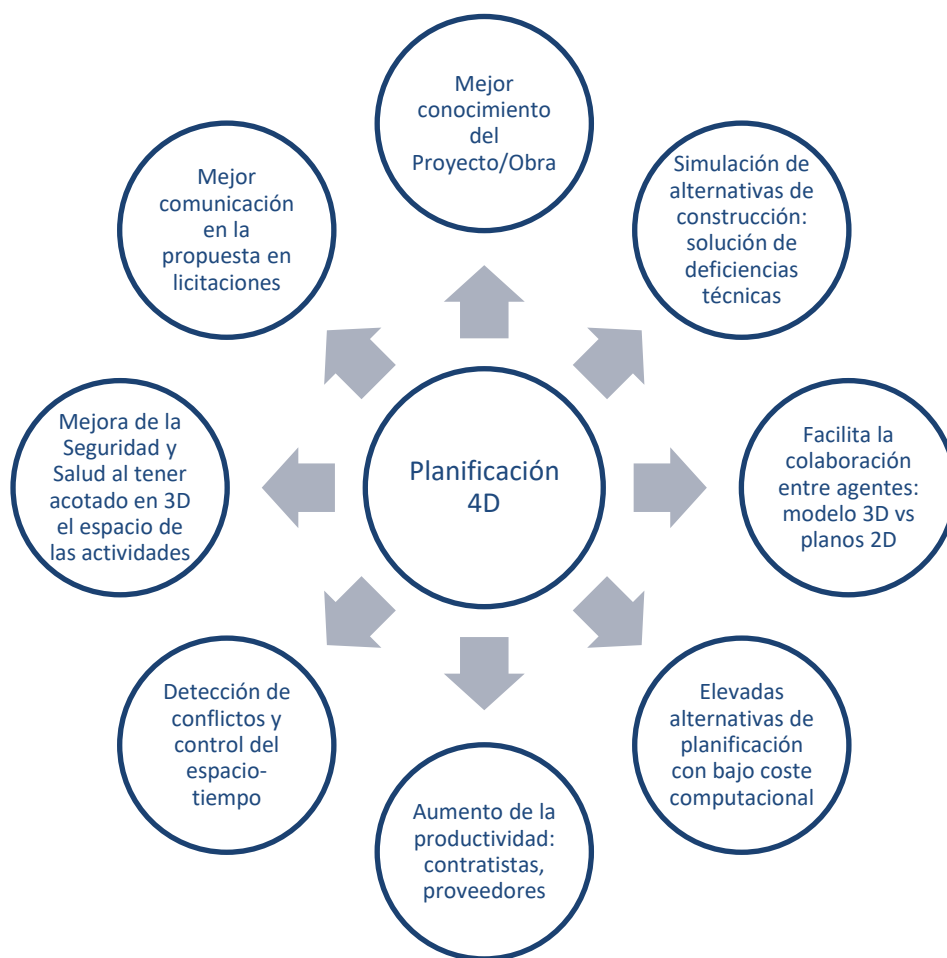 Mejor
conocimiento
del
Proyecto/Obra
Simulación de
alternativas de
construcción:
solución de
deficiencias
técnicas
Facilita la
colaboración
entre agentes:
modelo 3D vs
planos 2D
Elevadas
alternativas de
planificación
con bajo coste
computacional
Aumento de la
productividad:
contratistas,
proveedores
Detección de
conflictos y
control del
espacio-
tiempo
Mejora de la
Seguridad y
Salud al tener
acotado en 3D
el espacio de
las actividades
Mejor
comunicación
en la
propuesta en
licitaciones
Planificación
4D